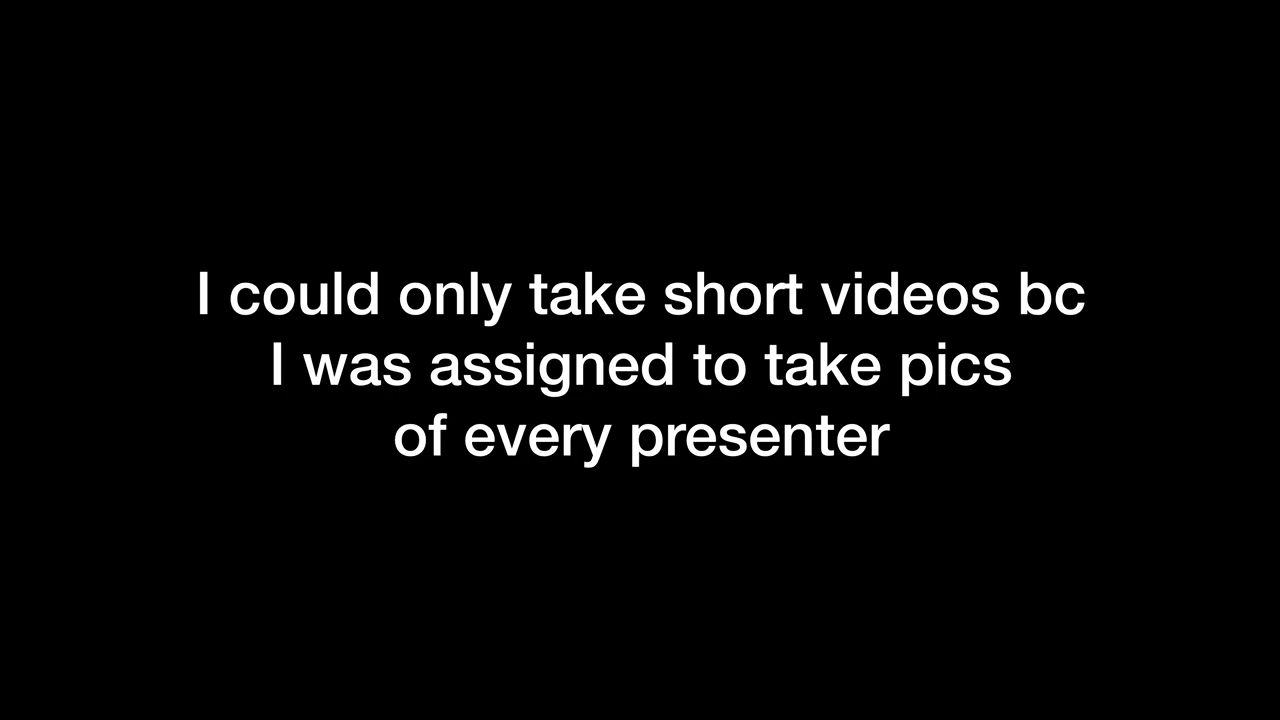 I could only take short videos bc
I was assigned to take pics
of every presenter